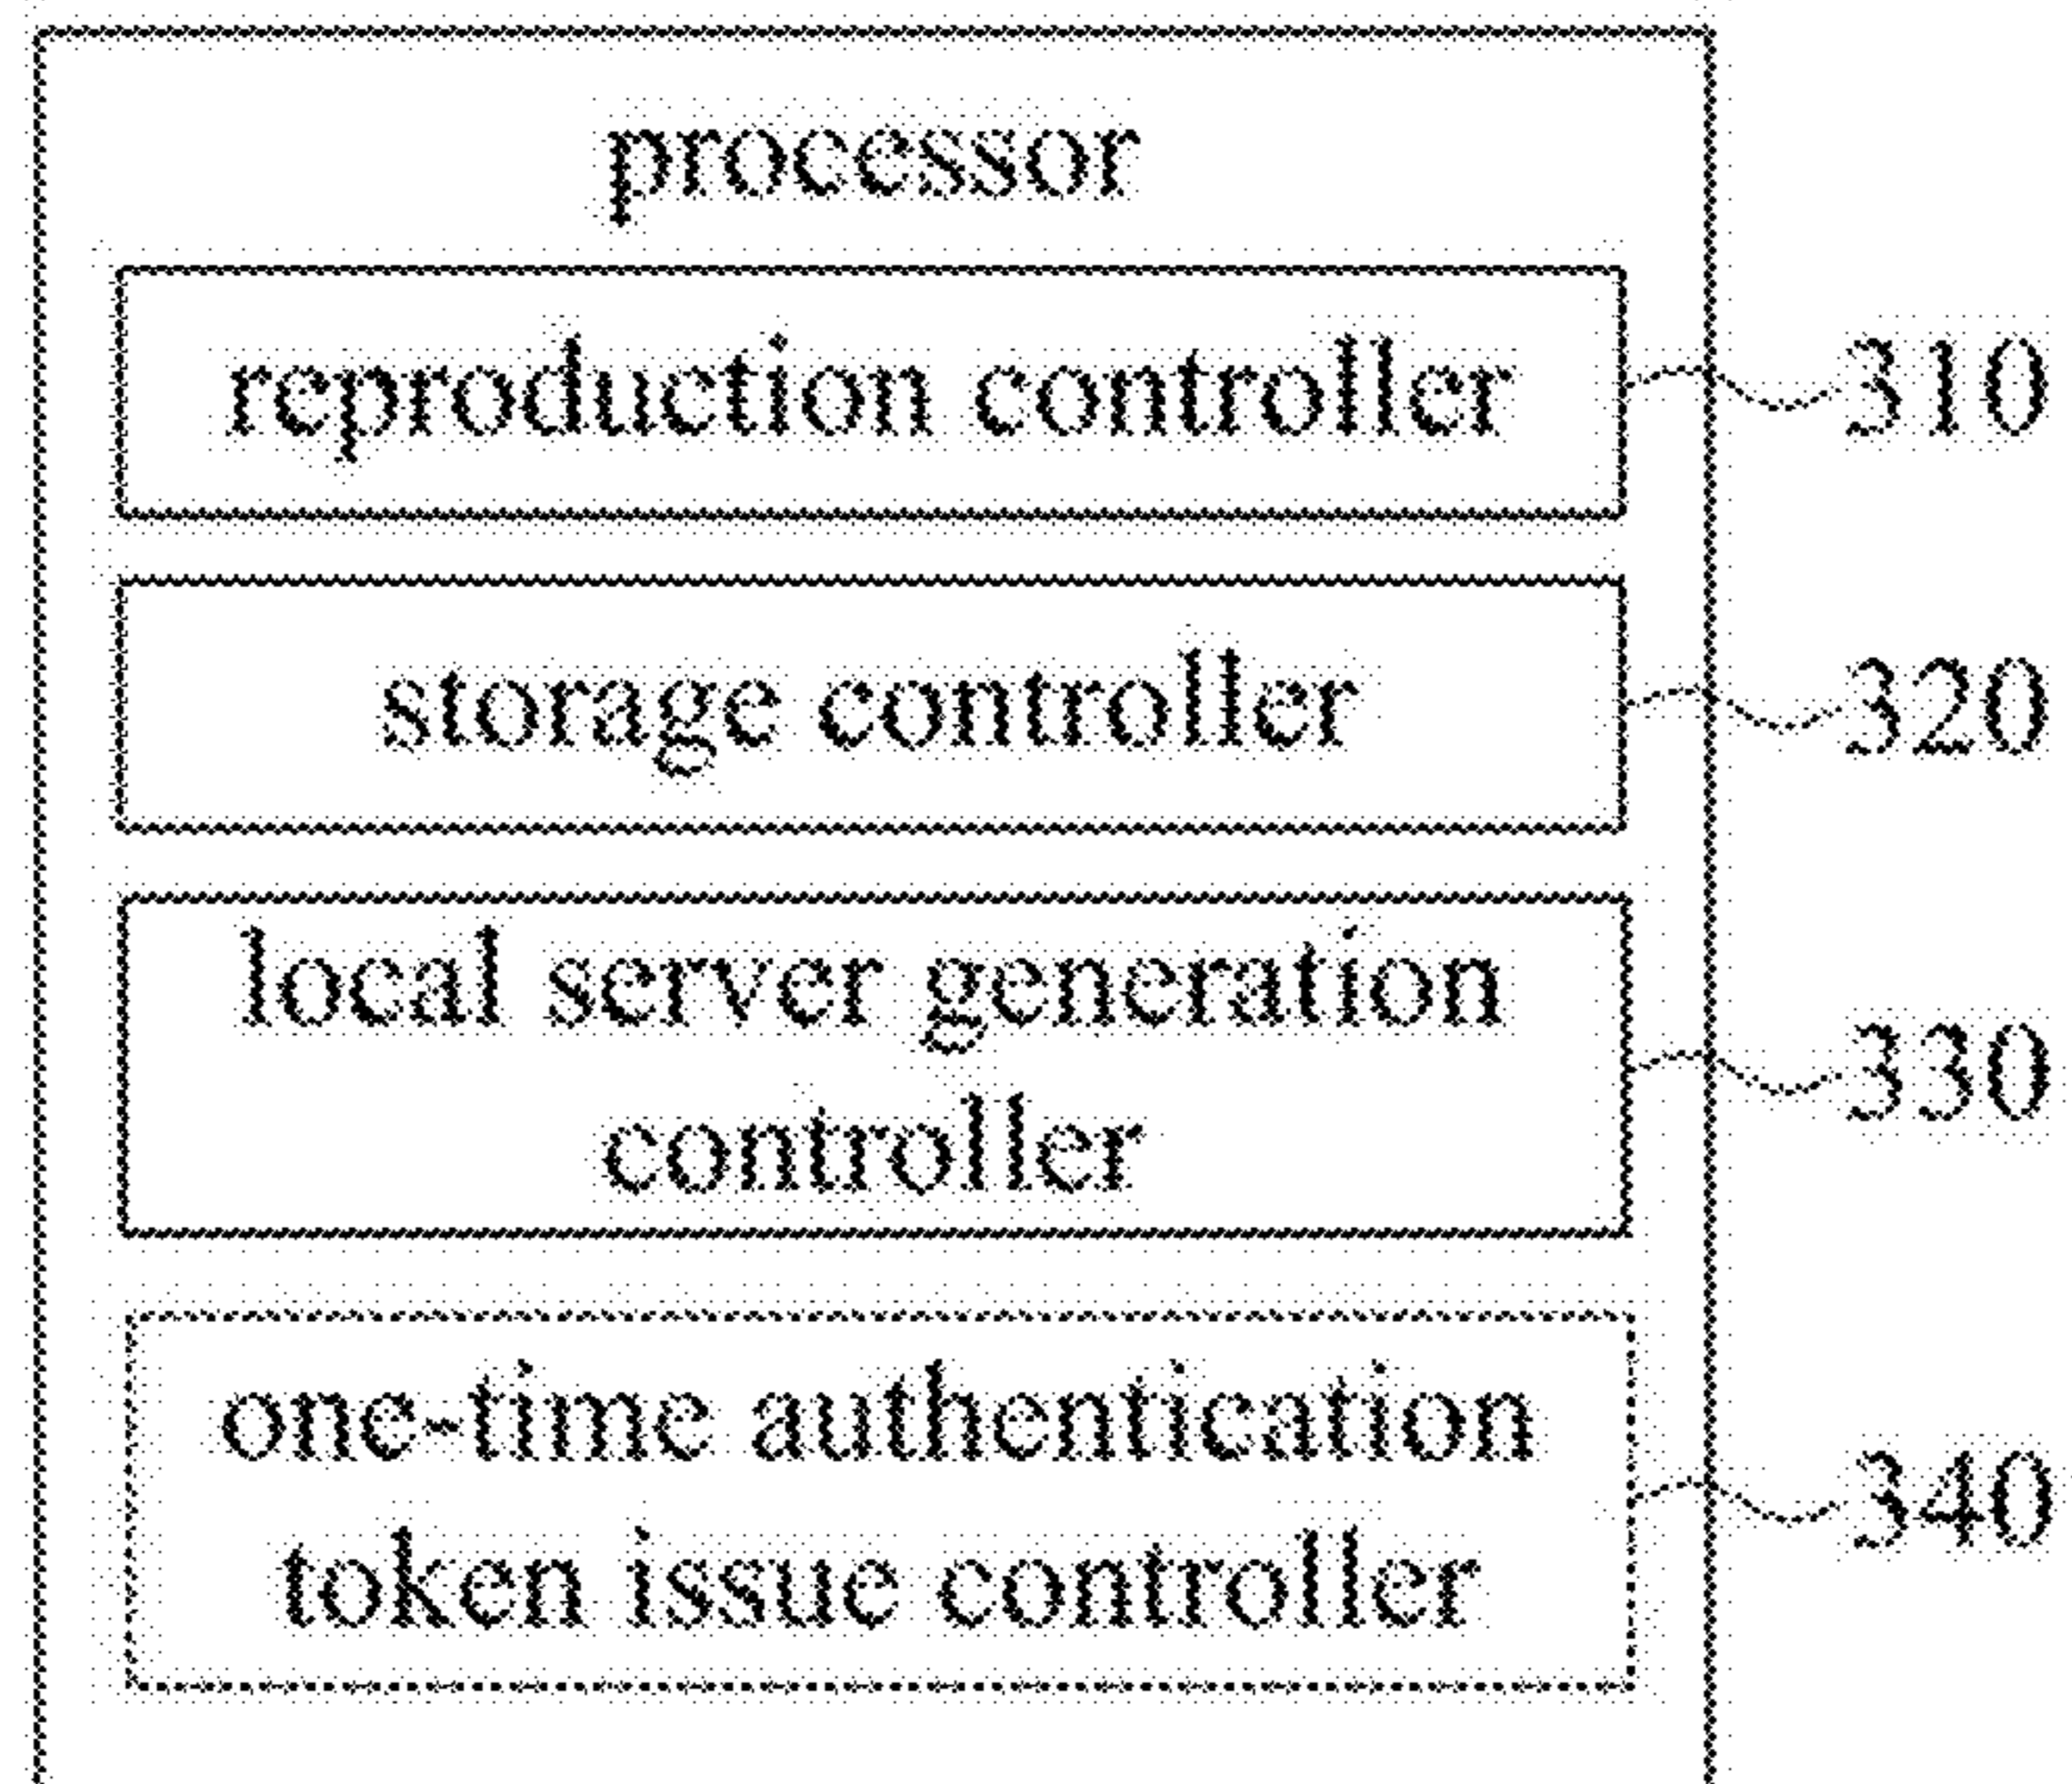 processor
reproduction controller
310
storage controller
320
local server generation
controller
330
one-time authentication
token issue controller
340